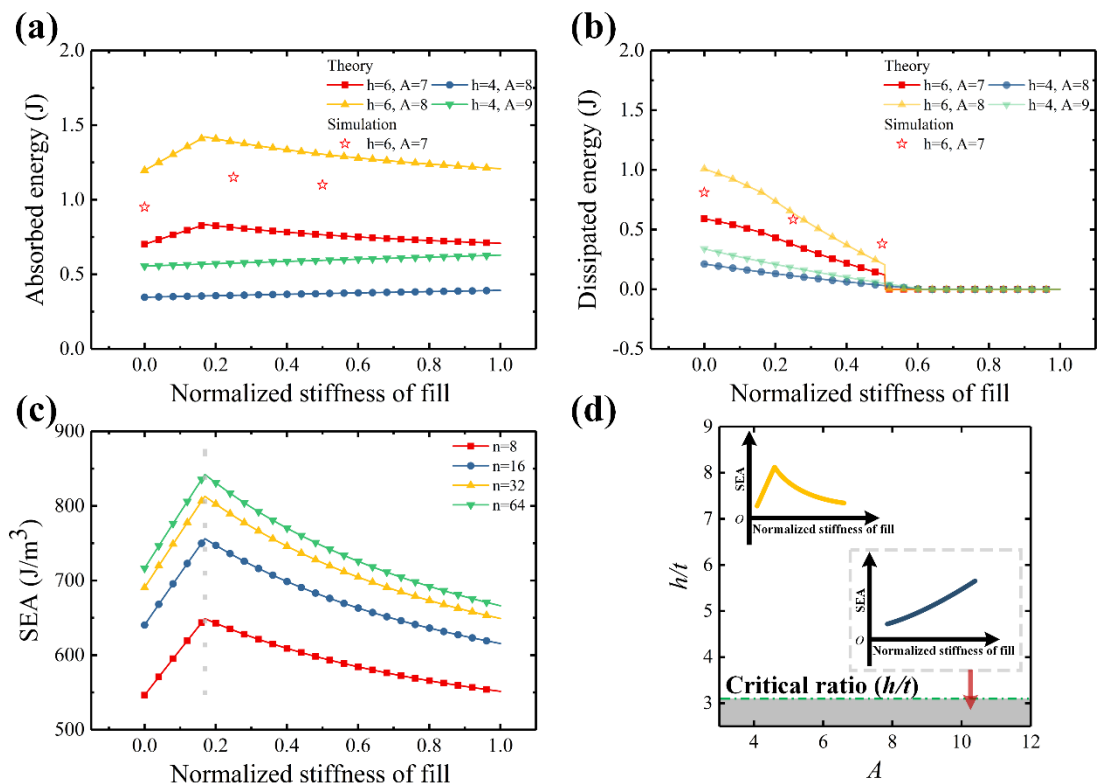 (a)
2.0
1.5
1.0
0.5
0.0
Absorbed energy (J)
Theory
h=6, A=7
h=4, A=8
h=6, A=8
h=4, A=9
Simulation
h=6, A=7
0.0 0.2 0.4 0.6 0.8 1.0
Normalized stiffness of fill
(b)
2.0
1.5
1.0
0.5
0.0
-0.5
Dissipated energy (J)
Theory
h=6, A=7
h=4, A=8
h=6, A=8
h=4, A=9
Simulation
h=6, A=7
0.0 0.2 0.4 0.6 0.8 1.0
Normalized stiffness of fill
(c)
900
800
700
600
500
SEA (J/m³)
n=8
n=16
n=32
n=64
0.0 0.2 0.4 0.6 0.8 1.0
Normalized stiffness of fill
(d)
9
8
7
6
5
4
3
h/t
SEA
O
Normalized stiffness of fill
SEA
O
Normalized stiffness of fill
Critical ratio (h/t)
4 6 8 10 12
A